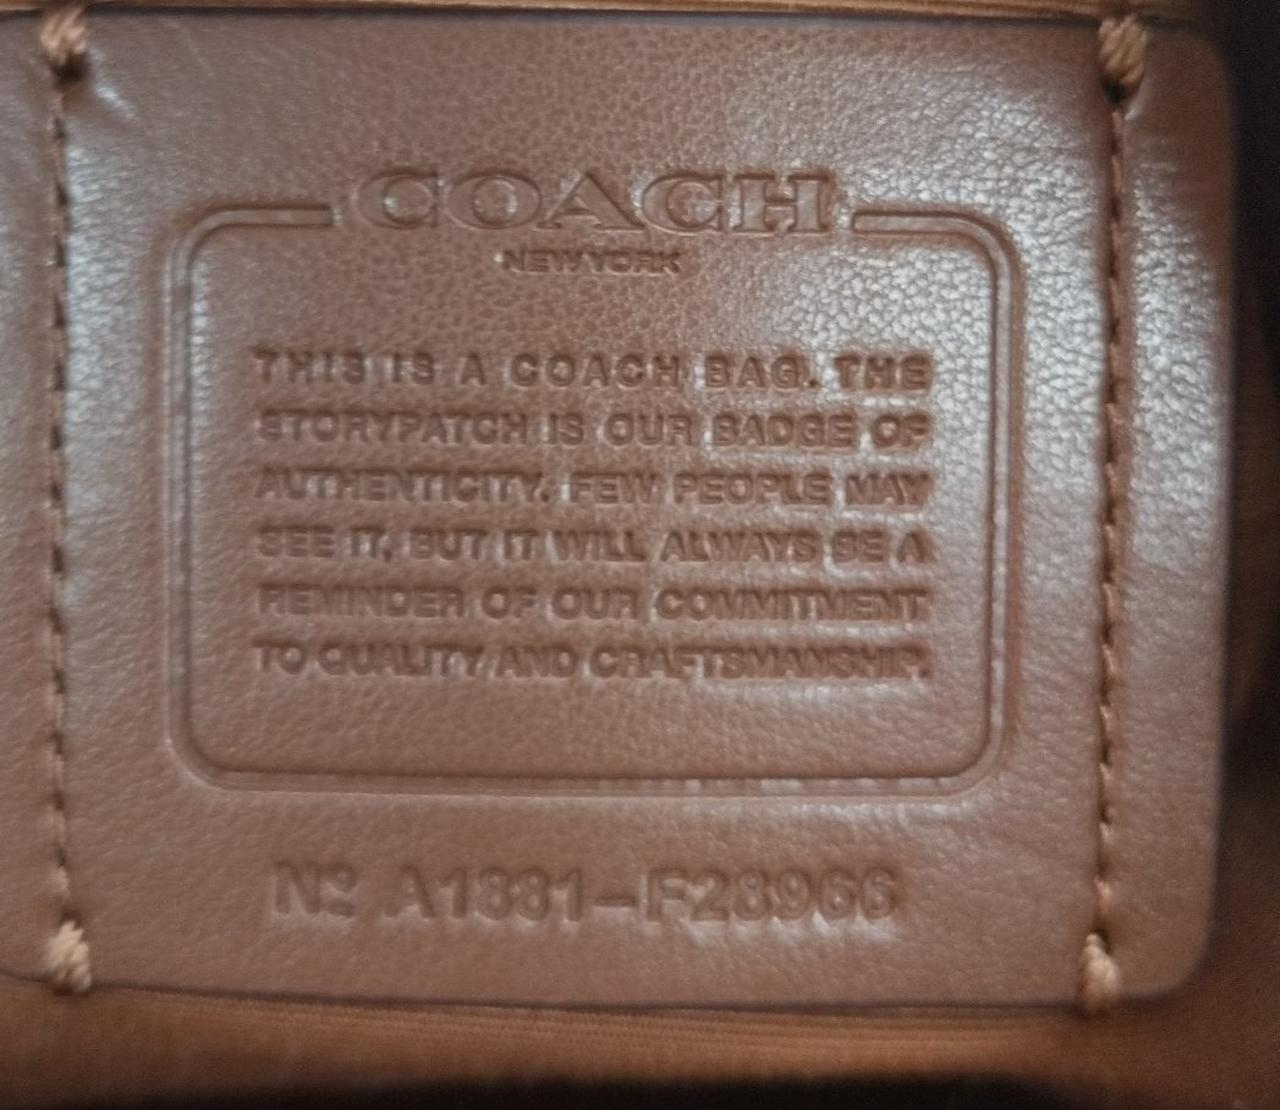 COACH
NEW YORK
THIS IS A COACH BAG. THE
STORYPATCH IS OUR BADGE OF
AUTHENTICITY. FEW PEOPLE MAY
SEE IT, BUT IT WILL ALWAYS BE A
REMINDER OF OUR COMMITMENT
TO QUALITY AND CRAFTSMANSHIP.
Nº A1881-F28966